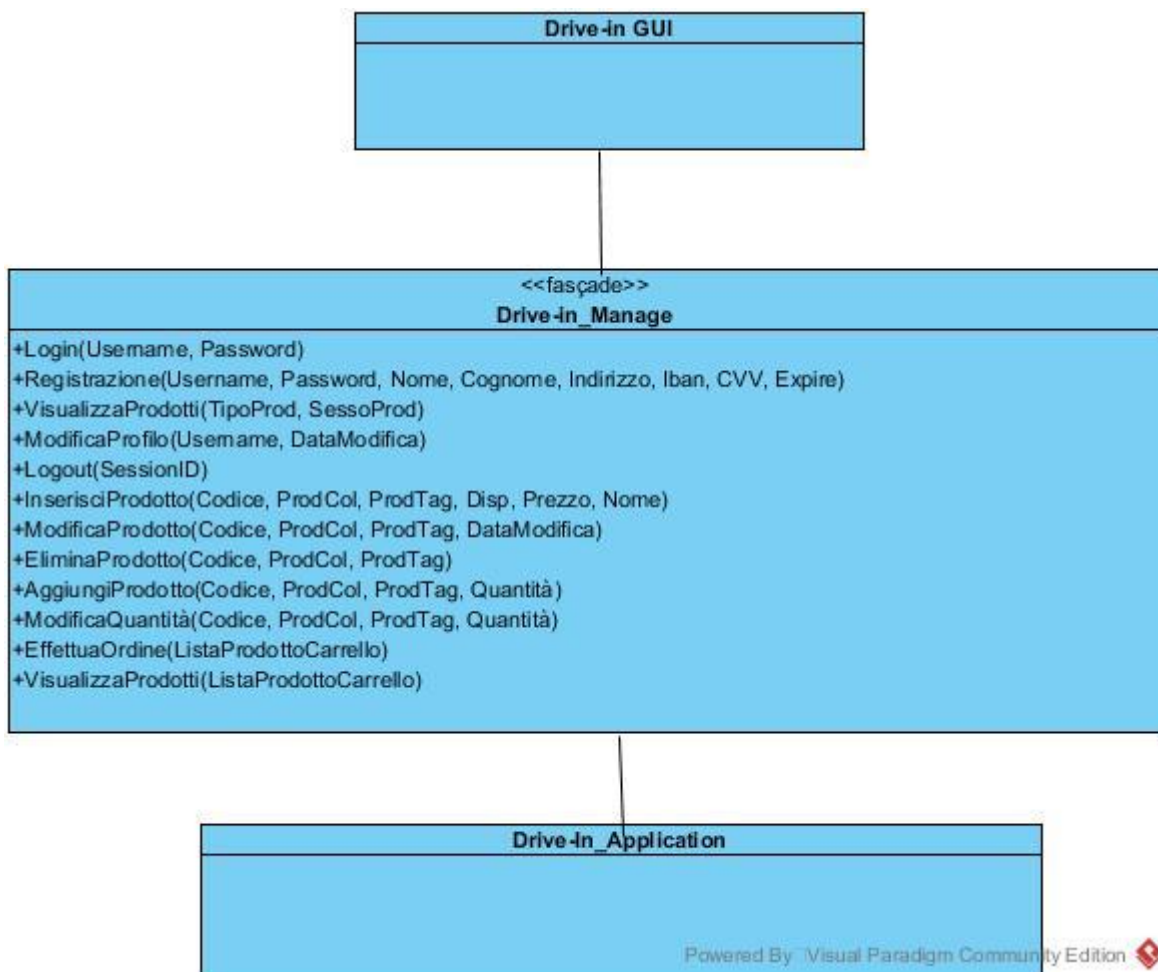 Drive-in GUI
<<fasçade>>
Drive-in_Manage
+Login(Username, Password)
+Registrazione(Username, Password, Nome, Cognome, Indirizzo, Iban, CVV, Expire)
+VisualizzaProdotti(TipoProd, SessoProd)
+ModificaProfilo(Username, DataModifica)
+Logout(SessionID)
+InserisciProdotto(Codice, ProdCol, ProdTag, Disp, Prezzo, Nome)
+ModificaProdotto(Codice, ProdCol, ProdTag, DataModifica)
+EliminaProdotto(Codice, ProdCol, ProdTag)
+AggiungiProdotto(Codice, ProdCol, ProdTag, Quantità)
+ModificaQuantità(Codice, ProdCol, ProdTag, Quantità)
+EffettuaOrdine(ListaProdottoCarrello)
+VisualizzaProdotti(ListaProdottoCarrello)
Drive-In_Application
Powered By Visual Paradigm Community Edition